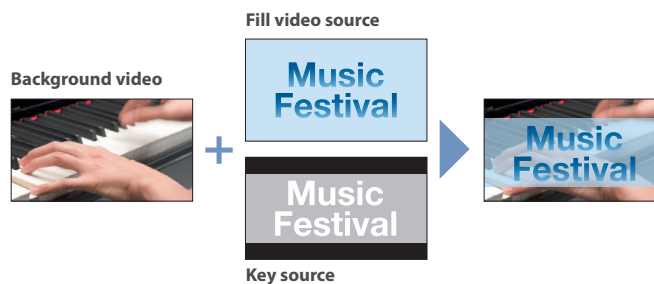 Fill video source
Background video
Music
Festival
+
Music
Festival
Key source
Music
Festival